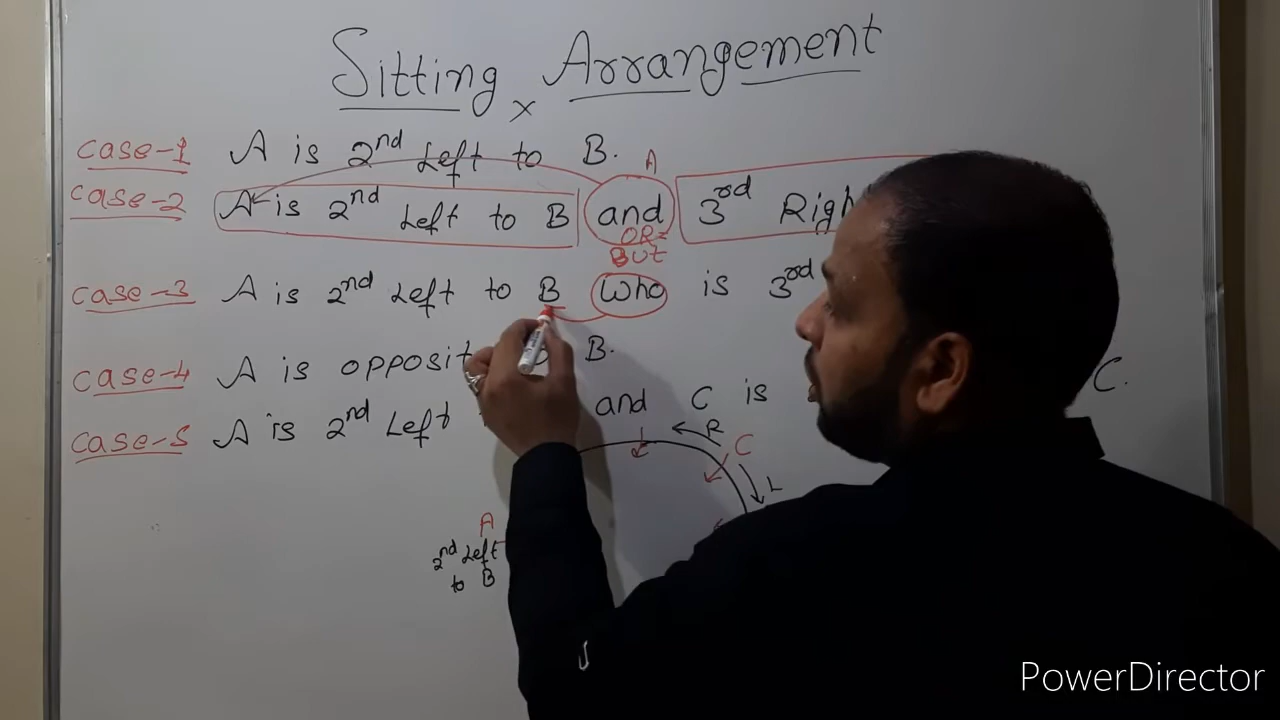 Sitting Arrangement
x
case-1 A is 2nd Left to B.
A
case-2 A is 2nd Left to B and 3rd Righ
OR
BUT
case-3 A is 2nd Left to B Who is 3rd
case-4 A is opposit B.
C.
case-5 A is 2nd Left and C is
R
C
L
A
2nd Left
to B
PowerDirector